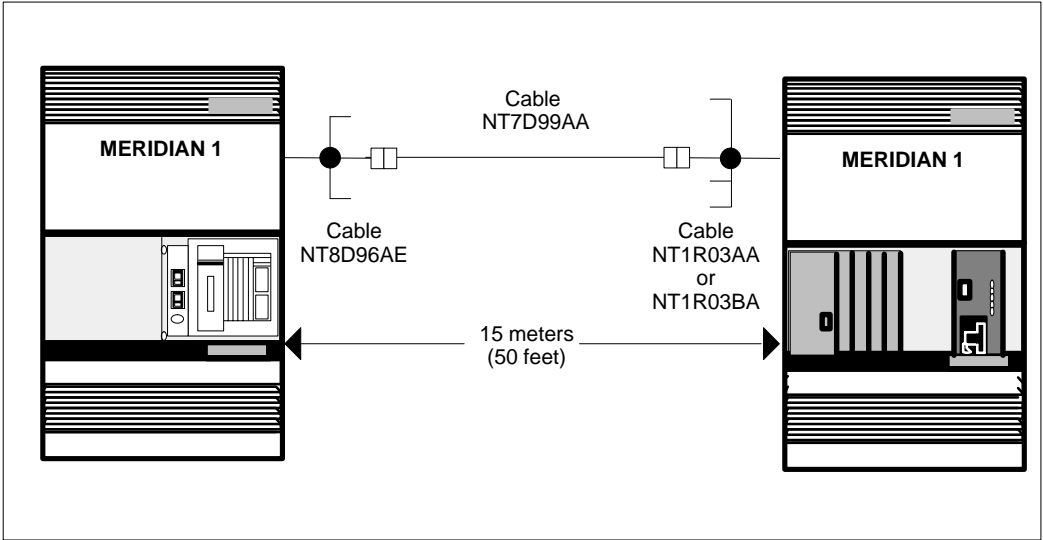 MERIDIAN 1
Cable
NT7D99AA
MERIDIAN 1
Cable
NT8D96AE
Cable
NT1R03AA
or
NT1R03BA
15 meters
(50 feet)